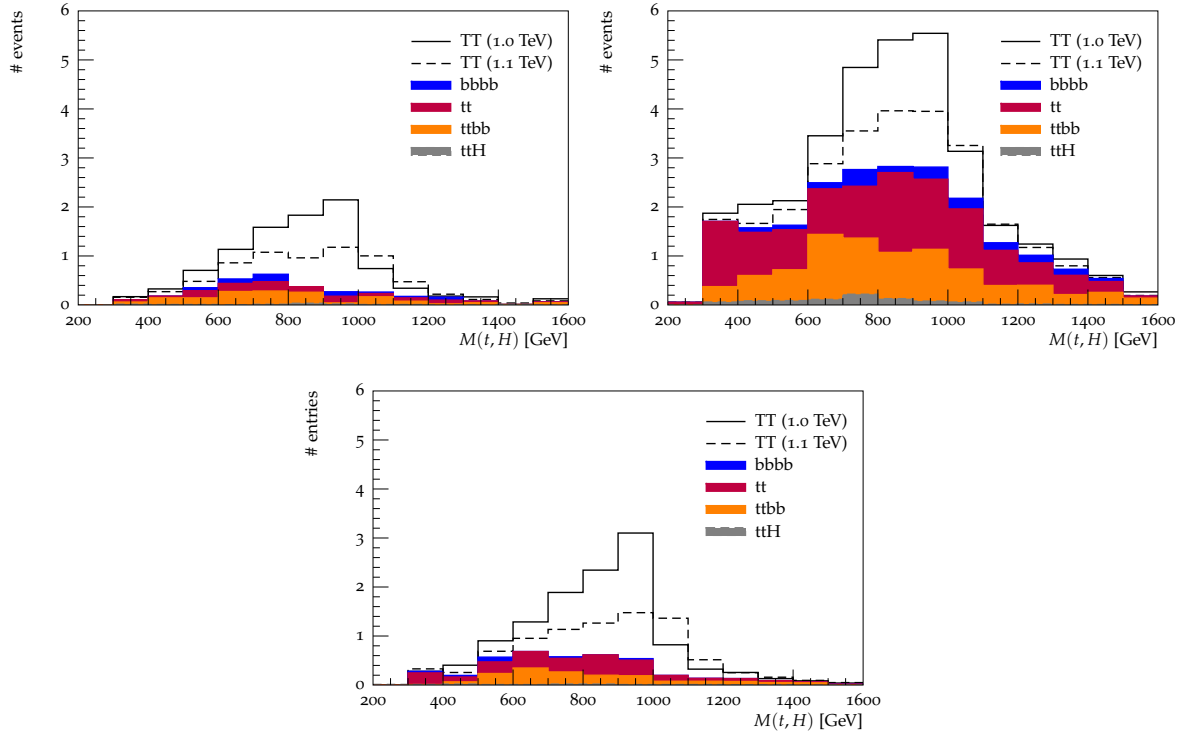 # events
6
5
4
3
2
1
0
TT (1.0 TeV)
TT (1.1 TeV)
bbbb
tt
ttbb
ttH
200 400 600 800 1000 1200 1400 1600
M(t, H) [GeV]
# events
6
5
4
3
2
1
0
TT (1.0 TeV)
TT (1.1 TeV)
bbbb
tt
ttbb
ttH
200 400 600 800 1000 1200 1400 1600
M(t, H) [GeV]
# entries
6
5
4
3
2
1
0
TT (1.0 TeV)
TT (1.1 TeV)
bbbb
tt
ttbb
ttH
200 400 600 800 1000 1200 1400 1600
M(t, H) [GeV]